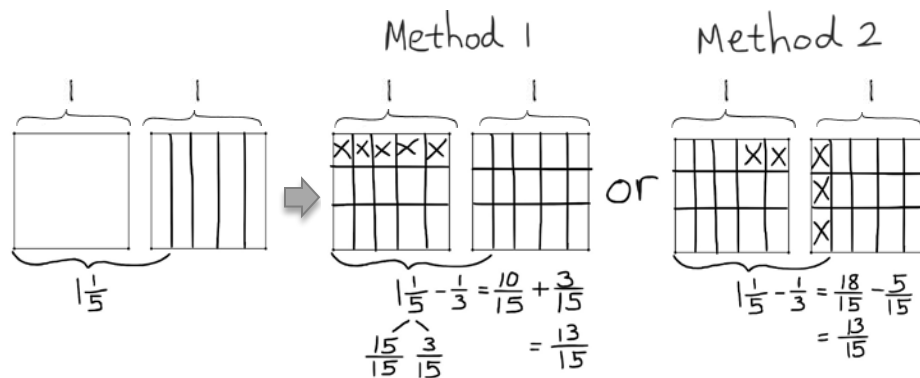 Method 1
Method 2
1 1
1 1
1 1
X X X X X
or
X X
X
X
X
1 1/5
1 1/5 - 1/3 = 10/15 + 3/15
15/15 3/15
= 13/15
1 1/5 - 1/3 = 18/15 - 5/15
= 13/15